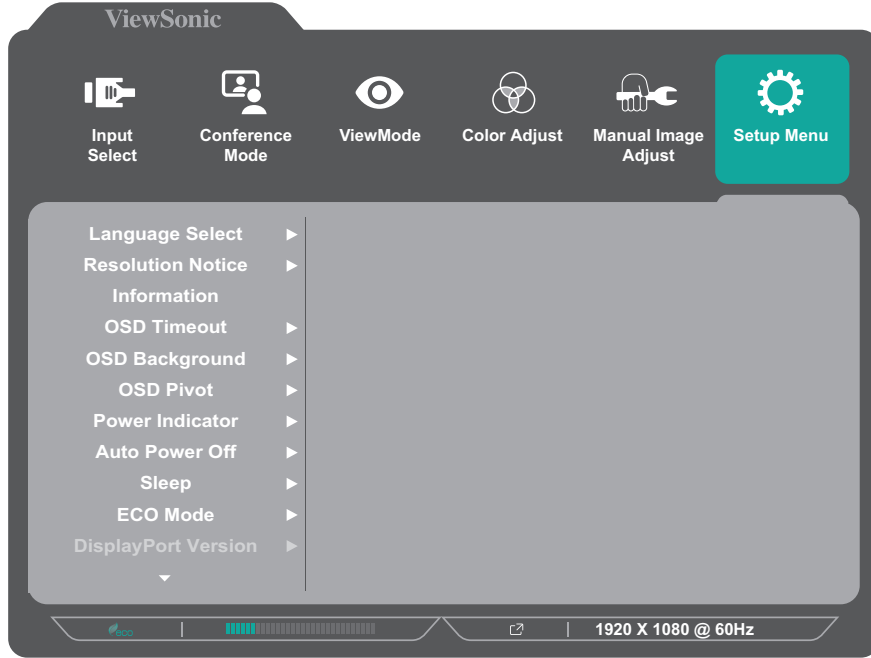 ViewSonic
Input
Select
Conference
Mode
ViewMode
Color Adjust
Manual Image
Adjust
Setup Menu
Language Select
Resolution Notice
Information
OSD Timeout
OSD Background
OSD Pivot
Power Indicator
Auto Power Off
Sleep
ECO Mode
DisplayPort Version
eco
1920 X 1080 @ 60Hz